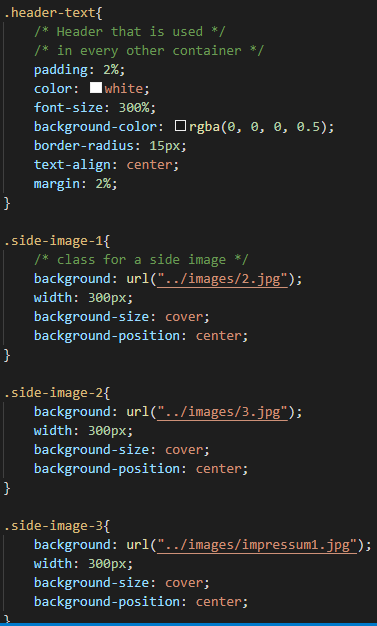 .header-text{
    /* Header that is used */
    /* in every other container */
    padding: 2%;
    color: white;
    font-size: 300%;
    background-color: rgba(0, 0, 0, 0.5);
    border-radius: 15px;
    text-align: center;
    margin: 2%;
}
.side-image-1{
    /* class for a side image */
    background: url("../images/2.jpg");
    width: 300px;
    background-size: cover;
    background-position: center;
}
.side-image-2{
    background: url("../images/3.jpg");
    width: 300px;
    background-size: cover;
    background-position: center;
}
.side-image-3{
    background: url("../images/impressum1.jpg");
    width: 300px;
    background-size: cover;
    background-position: center;
}